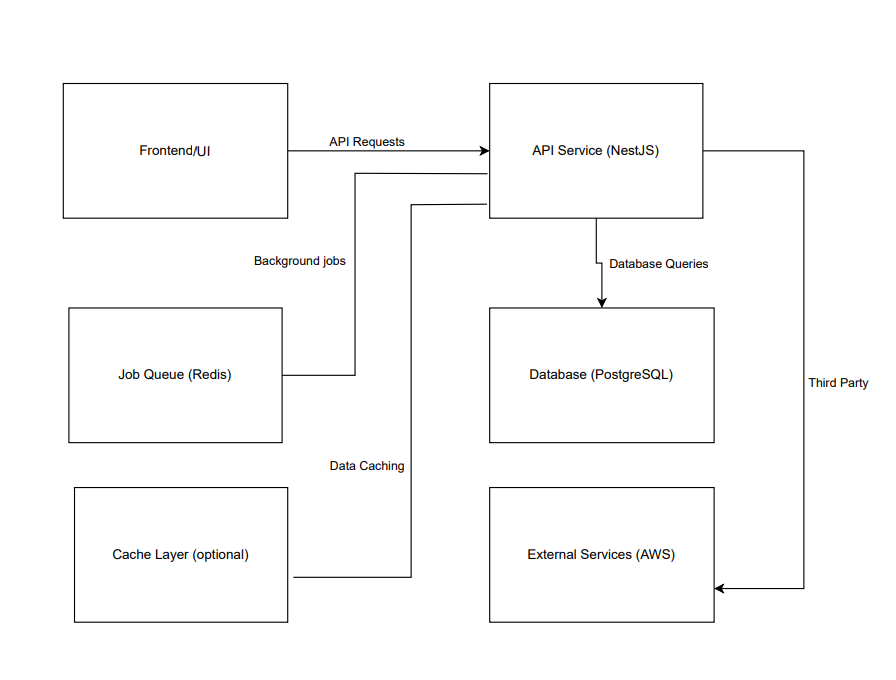 Frontend/UI
API Requests
API Service (NestJS)
Background jobs
Database Queries
Job Queue (Redis)
Database (PostgreSQL)
Third Party
Data Caching
Cache Layer (optional)
External Services (AWS)